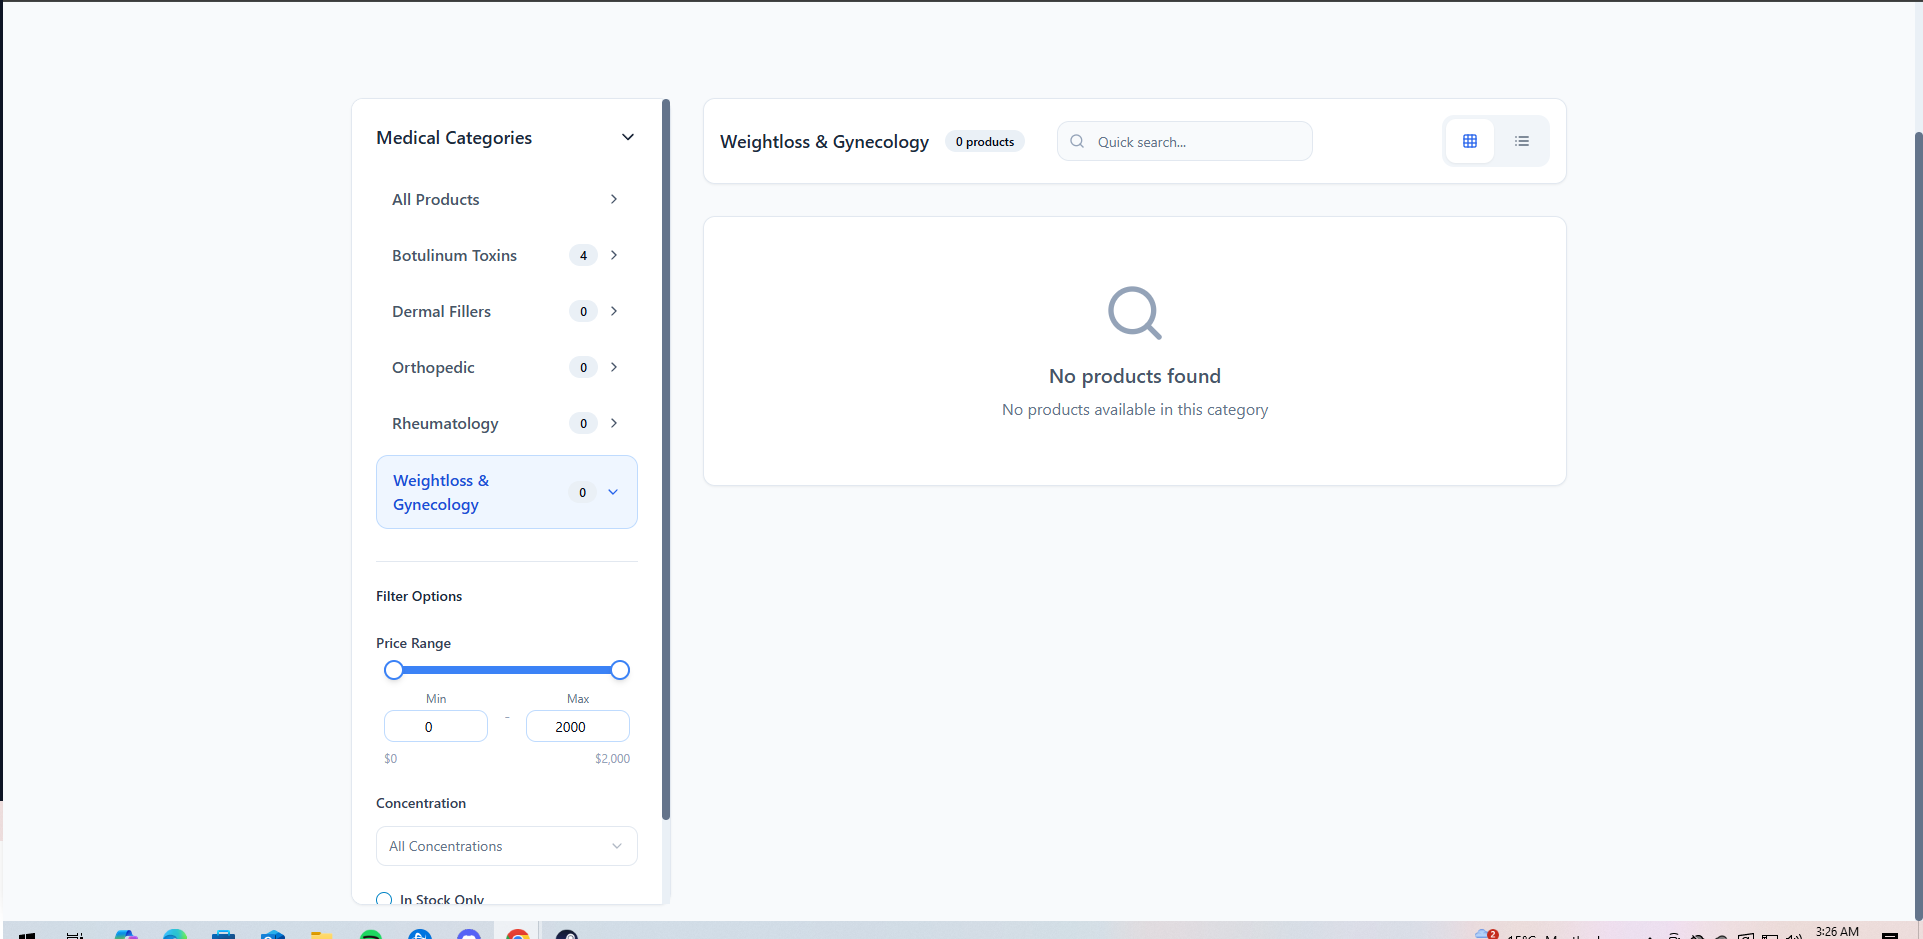 Medical Categories
All Products
Botulinum Toxins 4
Dermal Fillers 0
Orthopedic 0
Rheumatology 0
Weightloss &
Gynecology 0
Filter Options
Price Range
Min Max
0 - 2000
$0 $2,000
Concentration
All Concentrations
In Stock Only
Weightloss & Gynecology 0 products Quick search...
No products found
No products available in this category
2
3:26 AM